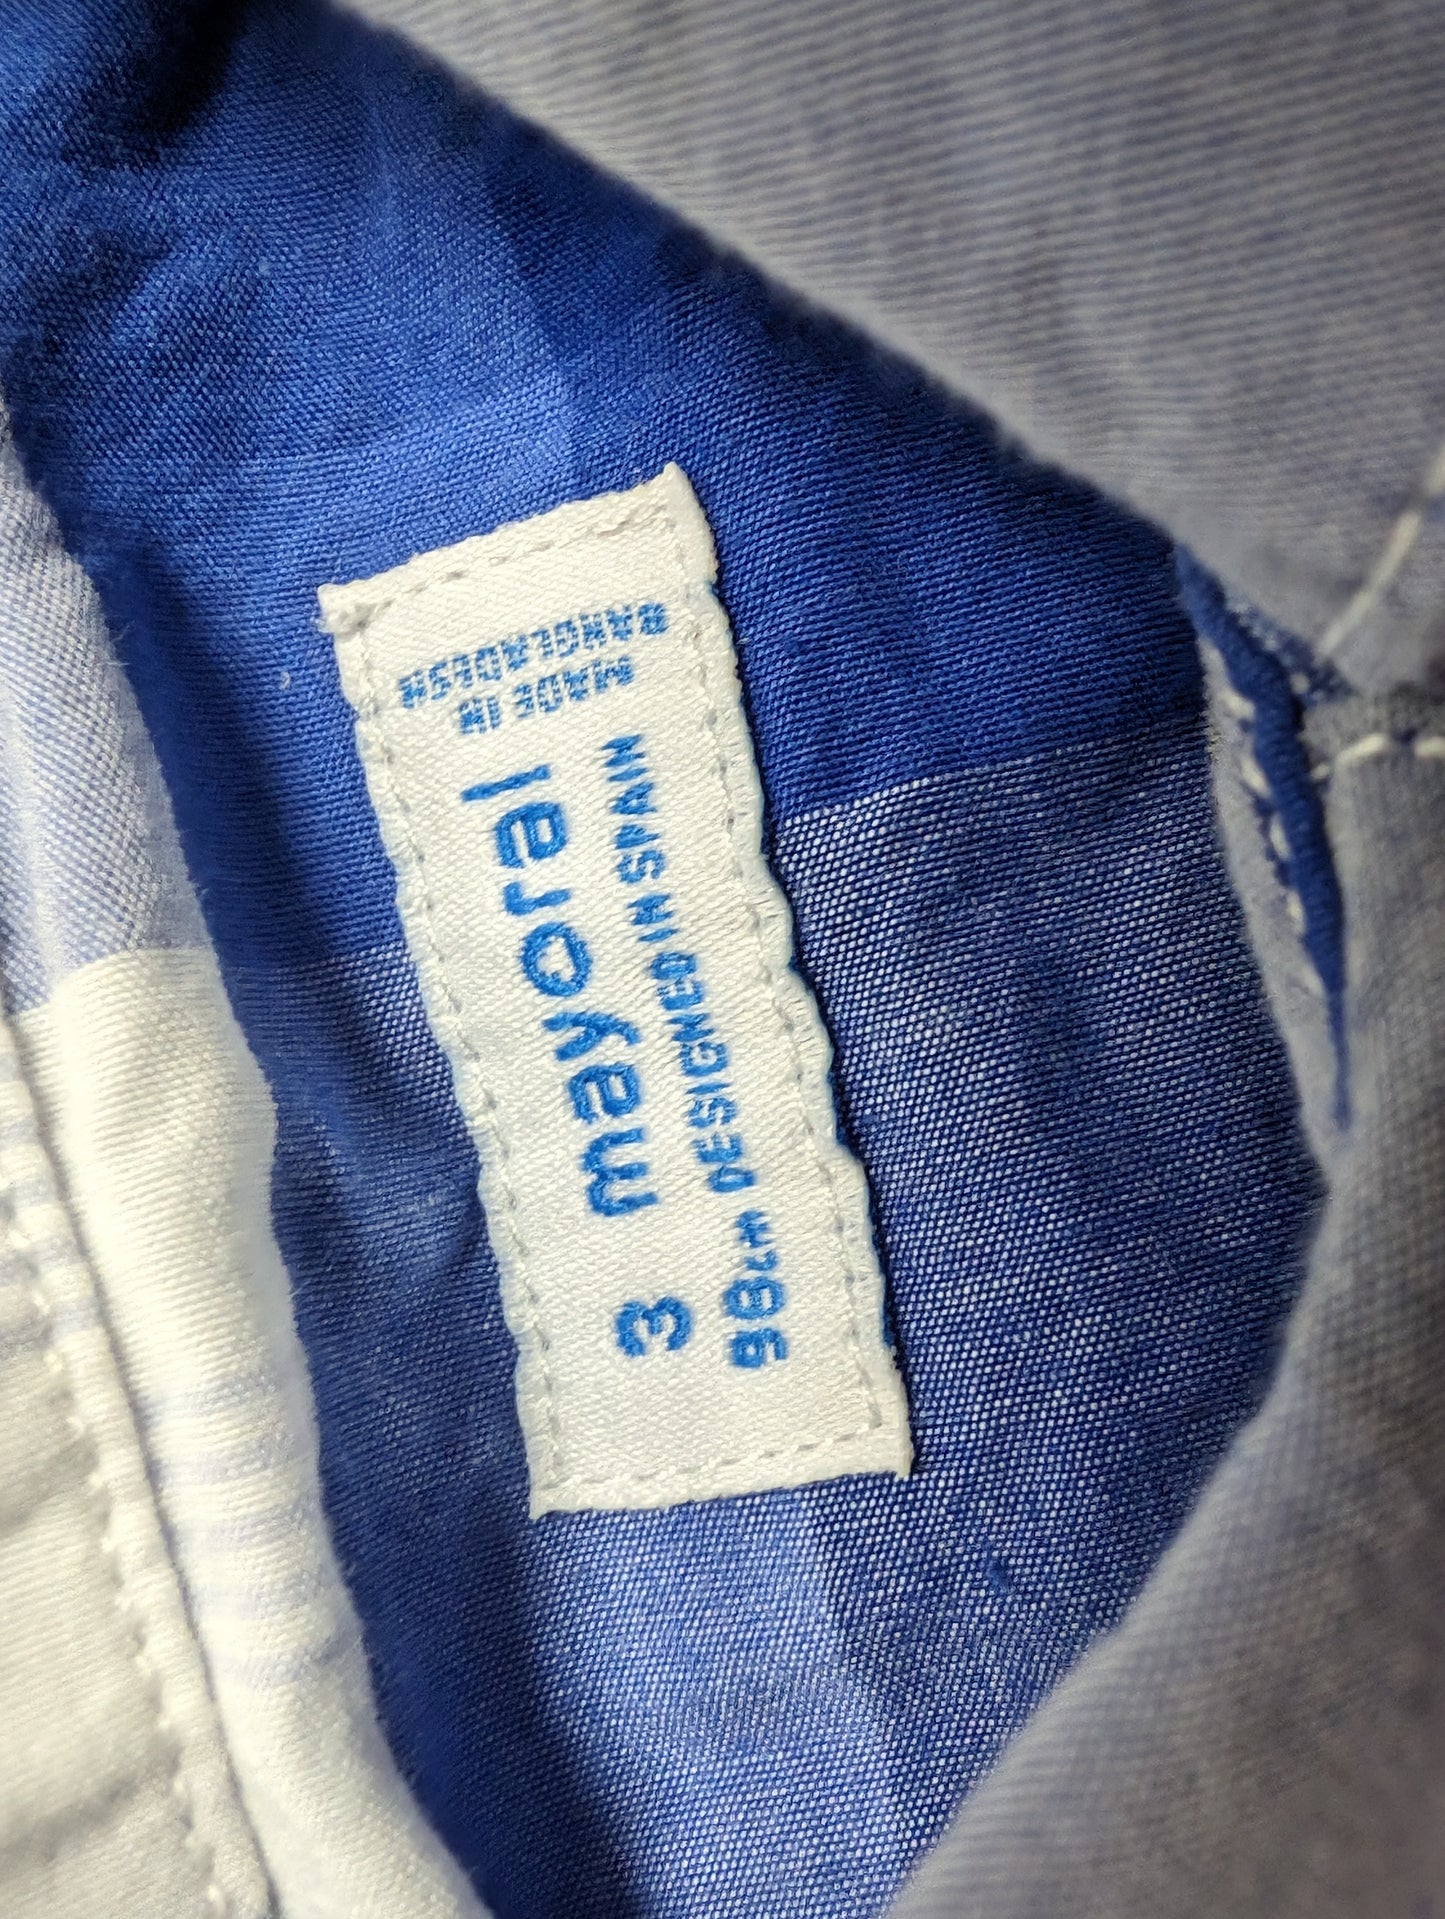 3 mayoral
98cm DESIGNED IN SPAIN
MADE IN
BANGLADESH